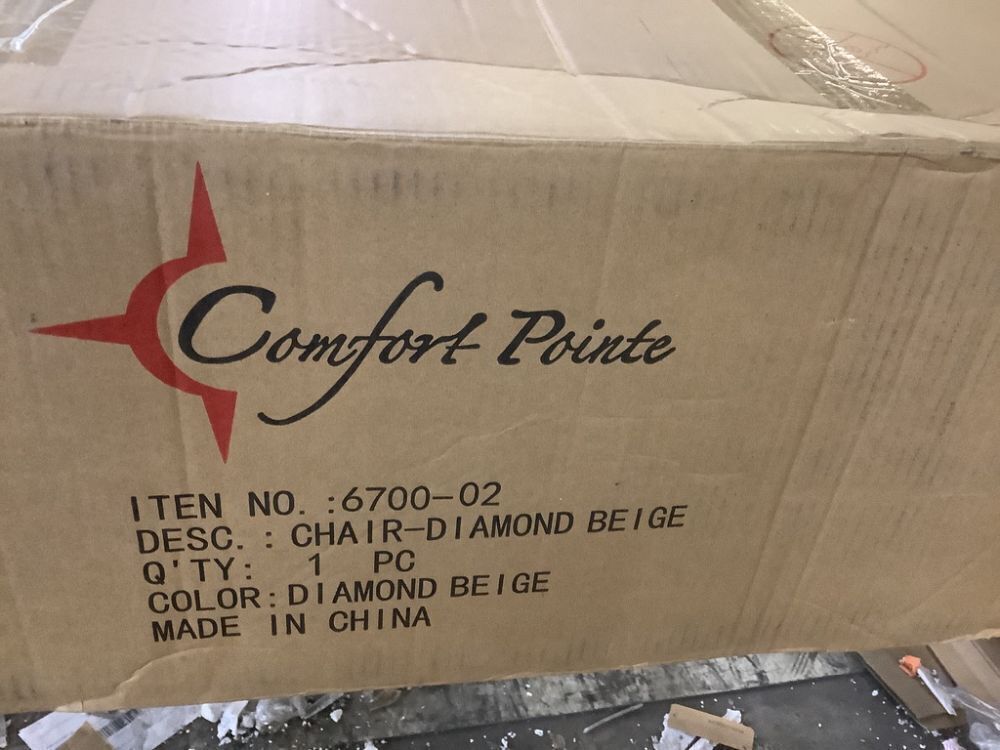 Comfort Pointe
ITEN NO. :6700-02
DESC. : CHAIR-DIAMOND BEIGE
Q'TY: 1 PC
COLOR:DIAMOND BEIGE
MADE IN CHINA